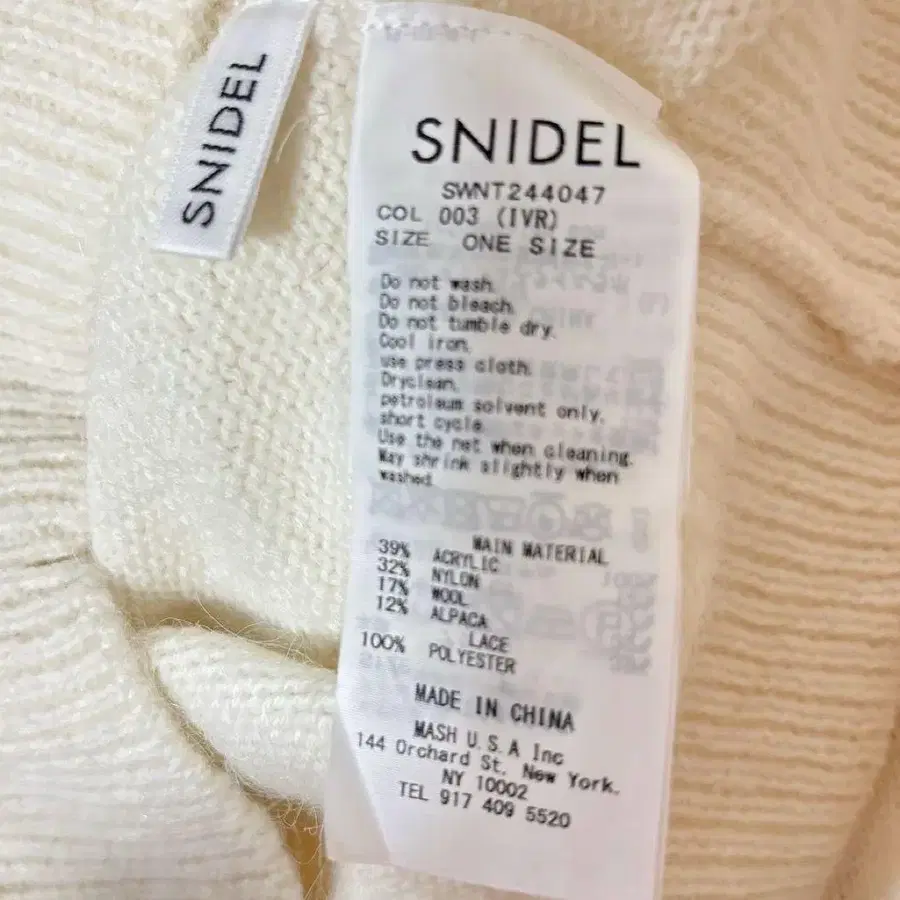 SNIDEL
SNIDEL
SWNT244047
COL 003 (IVR)
SIZE ONE SIZE
Do not wash.
Do not bleach.
Do not tumble dry.
Cool iron.
use press cloth.
Dryclean.
petroleum solvent only.
short cycle.
Use the net when cleaning.
May shrink slightly when
washed.
MAIN MATERIAL
39% ACRYLIC
32% NYLON
17% WOOL
12% ALPACA
LACE
100% POLYESTER
MADE IN CHINA
MASH U.S.A Inc
144 Orchard St. New York.
NY 10002
TEL 917 409 5520